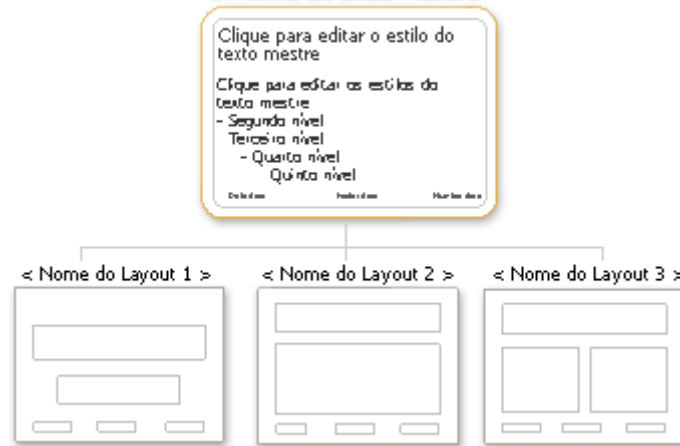 Clique para editar o estilo do
texto mestre
Clique para editar os estilos do
texto mestre
- Segundo nível
Terceiro nível
- Quarto nível
Quinto nível
< Nome do Layout 1 >
< Nome do Layout 2 >
< Nome do Layout 3 >